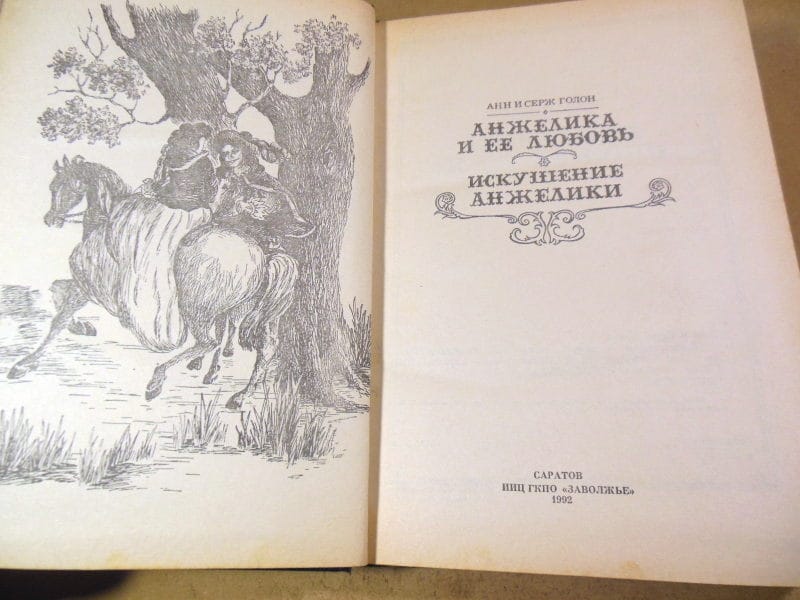 АНН И СЕРЖ ГОЛОН
АНЖЕЛИКА
И ЕЕ ЛЮБОВЬ
ИСКУШЕНИЕ
АНЖЕЛИКИ
САРАТОВ
ИИЦ ГКПО «ЗАВОЛЖЬЕ»
1992